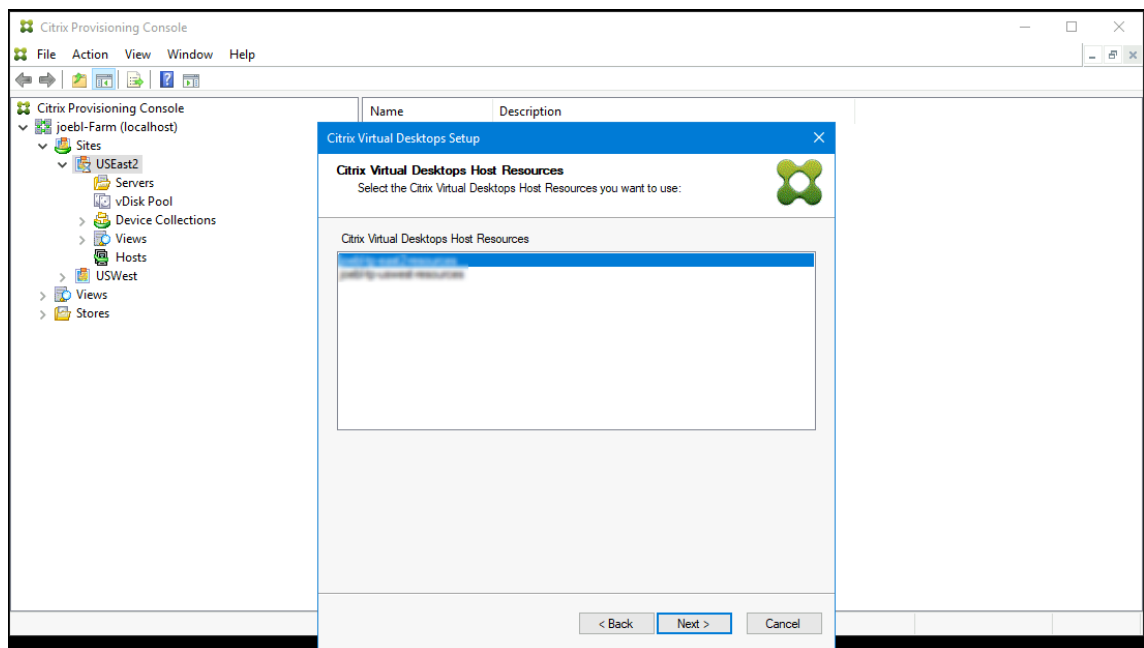 Citrix Provisioning Console
File Action View Window Help
Citrix Provisioning Console
joebl-Farm (localhost)
Sites
USEast2
Servers
vDisk Pool
Device Collections
Views
Hosts
USWest
Views
Stores
Name Description
Citrix Virtual Desktops Setup
Citrix Virtual Desktops Host Resources
Select the Citrix Virtual Desktops Host Resources you want to use:
Citrix Virtual Desktops Host Resources
< Back Next > Cancel